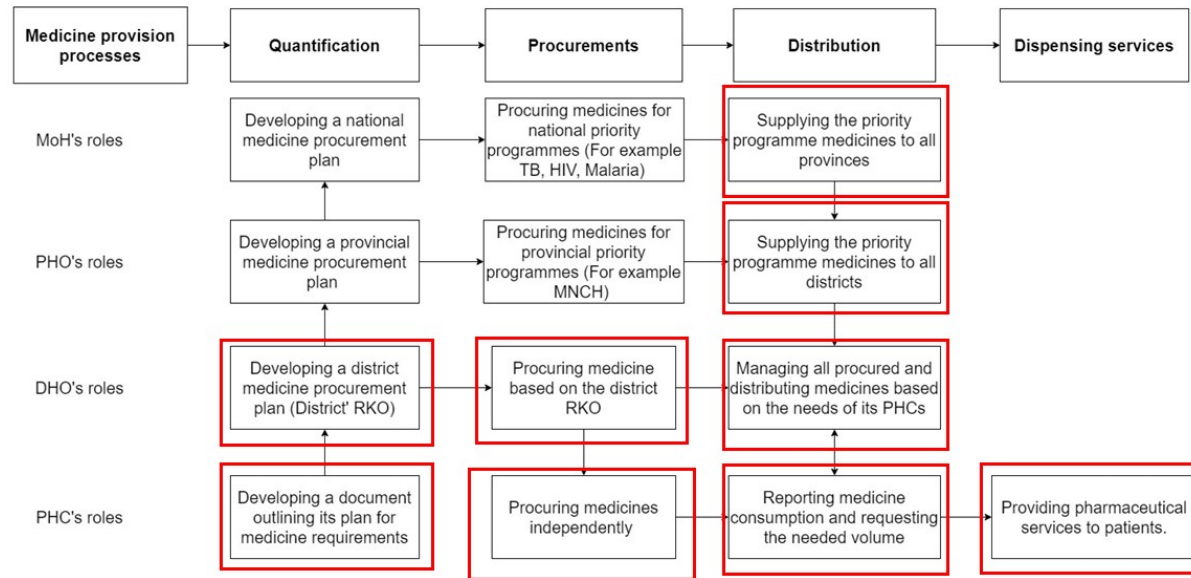 Medicine provision
processes
Quantification
Procurements
Distribution
Dispensing services
MoH's roles
Developing a national
medicine procurement
plan
Procuring medicines for
national priority
programmes (For example
TB, HIV, Malaria)
Supplying the priority
programme medicines to all
provinces
PHO's roles
Developing a provincial
medicine procurement
plan
Procuring medicines for
provincial priority
programmes (For example
MNCH)
Supplying the priority
programme medicines to all
districts
DHO's roles
Developing a district
medicine procurement
plan (District' RKO)
Procuring medicine
based on the district
RKO
Managing all procured and
distributing medicines based
on the needs of its PHCs
PHC's roles
Developing a document
outlining its plan for
medicine requirements
Procuring medicines
independently
Reporting medicine
consumption and requesting
the needed volume
Providing pharmaceutical
services to patients.